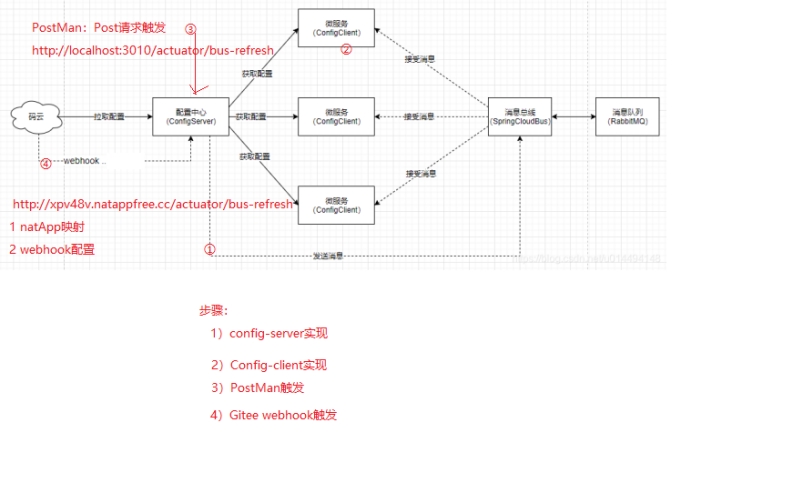 PostMan：Post请求触发
③
http://localhost:3010/actuator/bus-refresh
微服务
（ConfigClient）
②
获取配置
接受消息
码云
拉取配置
配置中心
（ConfigServer）
获取配置
微服务
（ConfigClient）
接受消息
消息总线
（SpringCloudBus）
消息队列
（RabbitMQ）
④
webhook ..
获取配置
接受消息
微服务
（ConfigClient）
http://xpv48v.natappfree.cc/actuator/bus-refresh
1 natApp映射
2 webhook配置
①
发送消息
步骤：
1）config-server实现
2）Config-client实现
3）PostMan触发
4）Gitee webhook触发